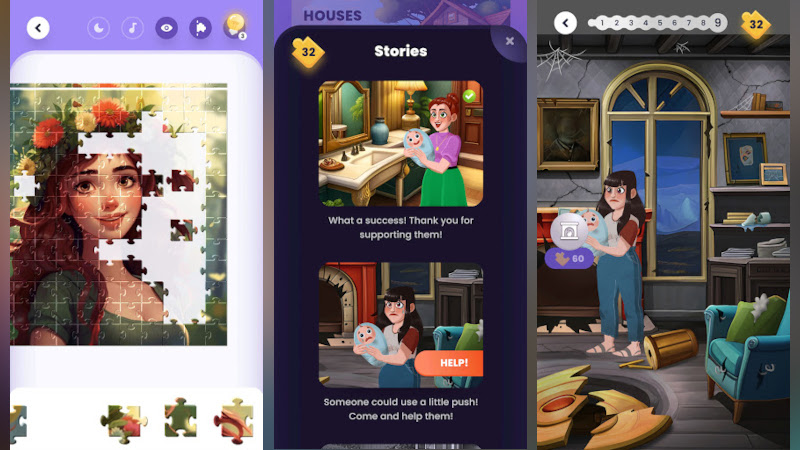 3
HOUSES
32
Stories
What a success! Thank you for
supporting them!
HELP!
Someone could use a little push!
Come and help them!
1 2 3 4 5 6 7 8 9
32
60